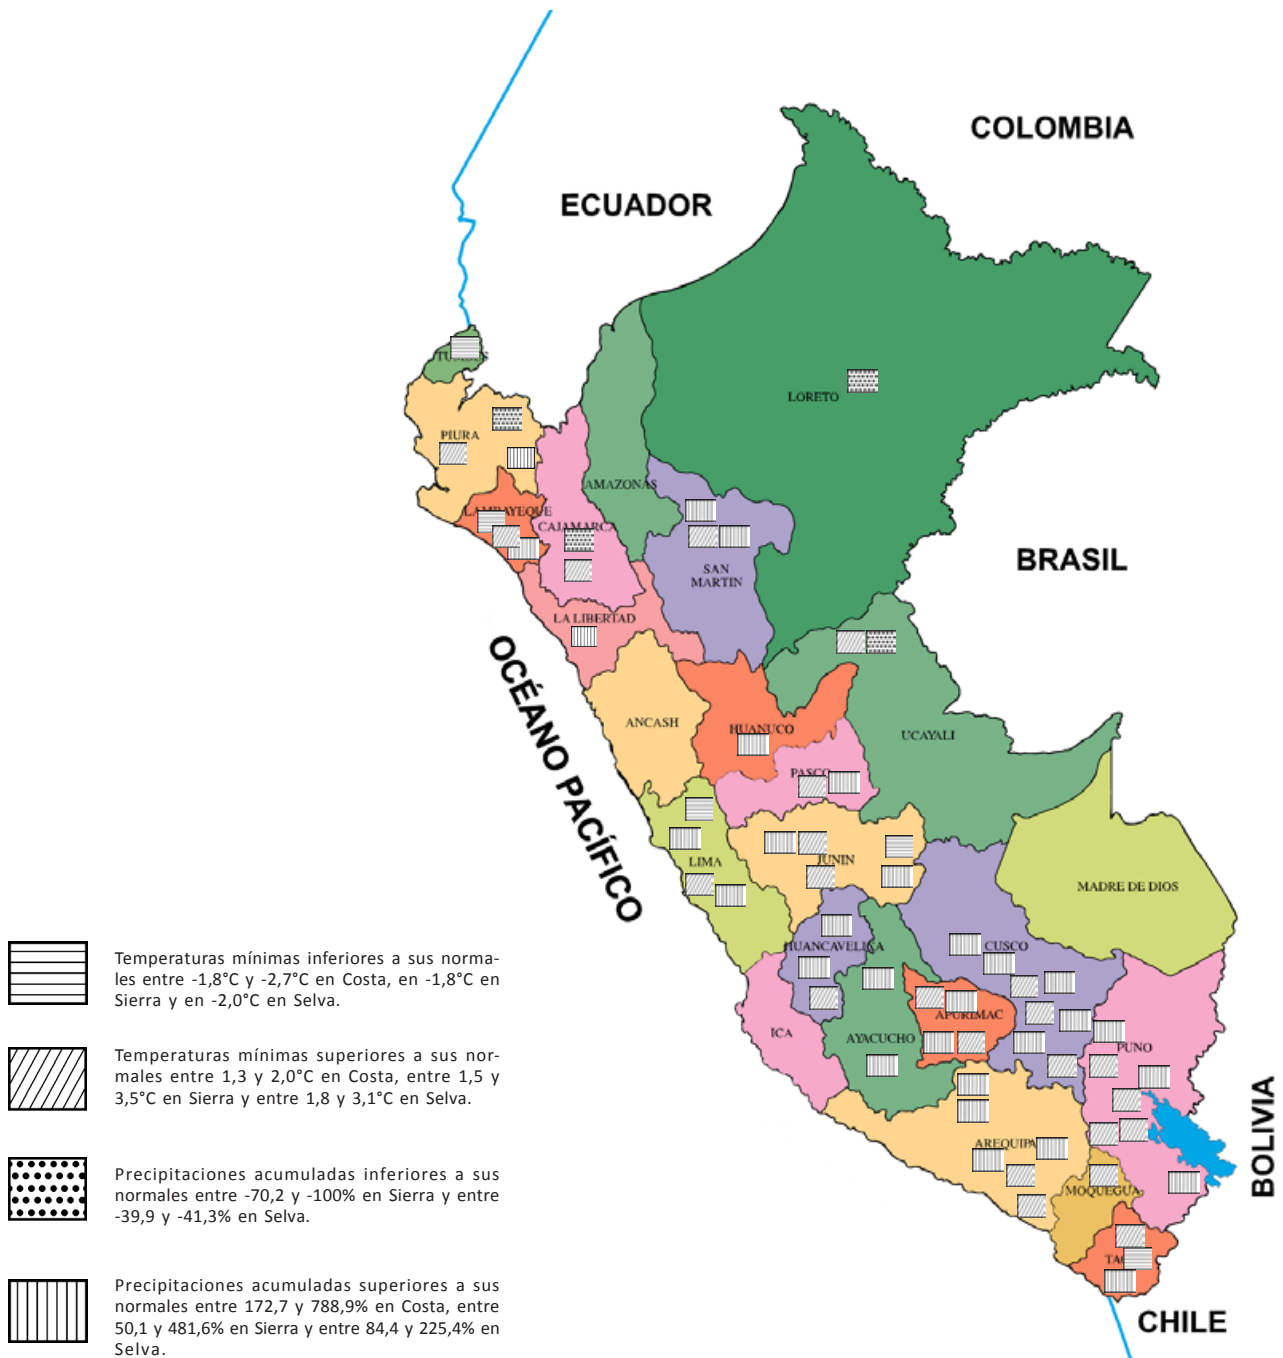 COLOMBIA
ECUADOR
LORETO
PIURA
AMAZONAS
LAMBAYEQUE
CAJAMARCA
BRASIL
SAN
MARTIN
LA LIBERTAD
OCÉANO PACÍFICO
ANCASH
HUANUCO
UCAYALI
PASCO
LIMA
JUNIN
MADRE DE DIOS
HUANCAVELICA
CUSCO
ICA
AYACUCHO
APURIMAC
PUNO
AREQUIPA
MOQUEGUA
BOLIVIA
CHILE
Temperaturas mínimas inferiores a sus norma-
les entre -1,8°C y -2,7°C en Costa, en -1,8°C en
Sierra y en -2,0°C en Selva.
Temperaturas mínimas superiores a sus nor-
males entre 1,3 y 2,0°C en Costa, entre 1,5 y
3,5°C en Sierra y entre 1,8 y 3,1°C en Selva.
Precipitaciones acumuladas inferiores a sus
normales entre -70,2 y -100% en Sierra y entre
-39,9 y -41,3% en Selva.
Precipitaciones acumuladas superiores a sus
normales entre 172,7 y 788,9% en Costa, entre
50,1 y 481,6% en Sierra y entre 84,4 y 225,4% en
Selva.